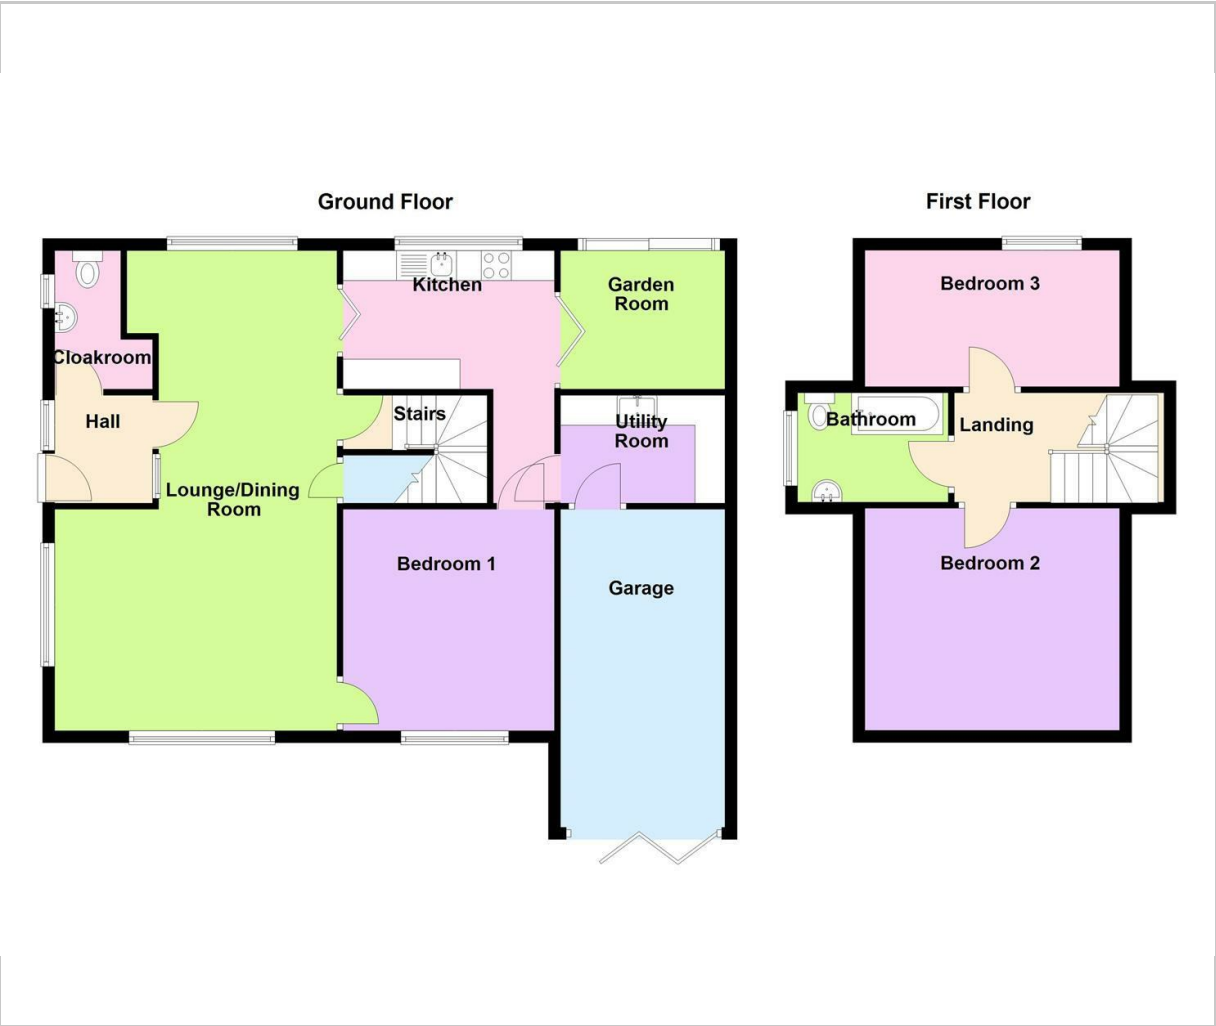 Ground Floor
First Floor
Kitchen
Garden
Room
Cloakroom
Hall
Stairs
Utility
Room
Lounge/Dining
Room
Bedroom 1
Garage
Bedroom 3
Bathroom
Landing
Bedroom 2